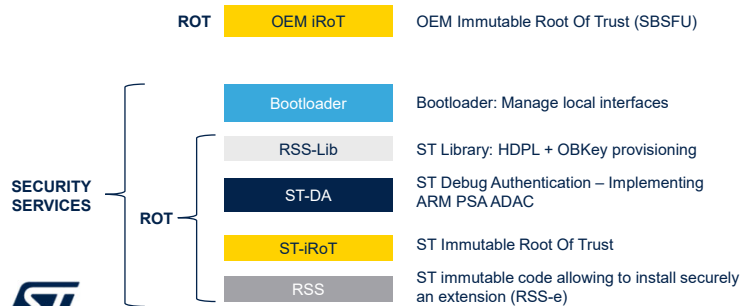 ROT
OEM iRoT
OEM Immutable Root Of Trust (SBSFU)
Bootloader
Bootloader: Manage local interfaces
RSS-Lib
ST Library: HDPL + OBKey provisioning
SECURITY
SERVICES
ROT
ST-DA
ST Debug Authentication – Implementing
ARM PSA ADAC
ST-iRoT
ST Immutable Root Of Trust
RSS
ST immutable code allowing to install securely
an extension (RSS-e)
ST